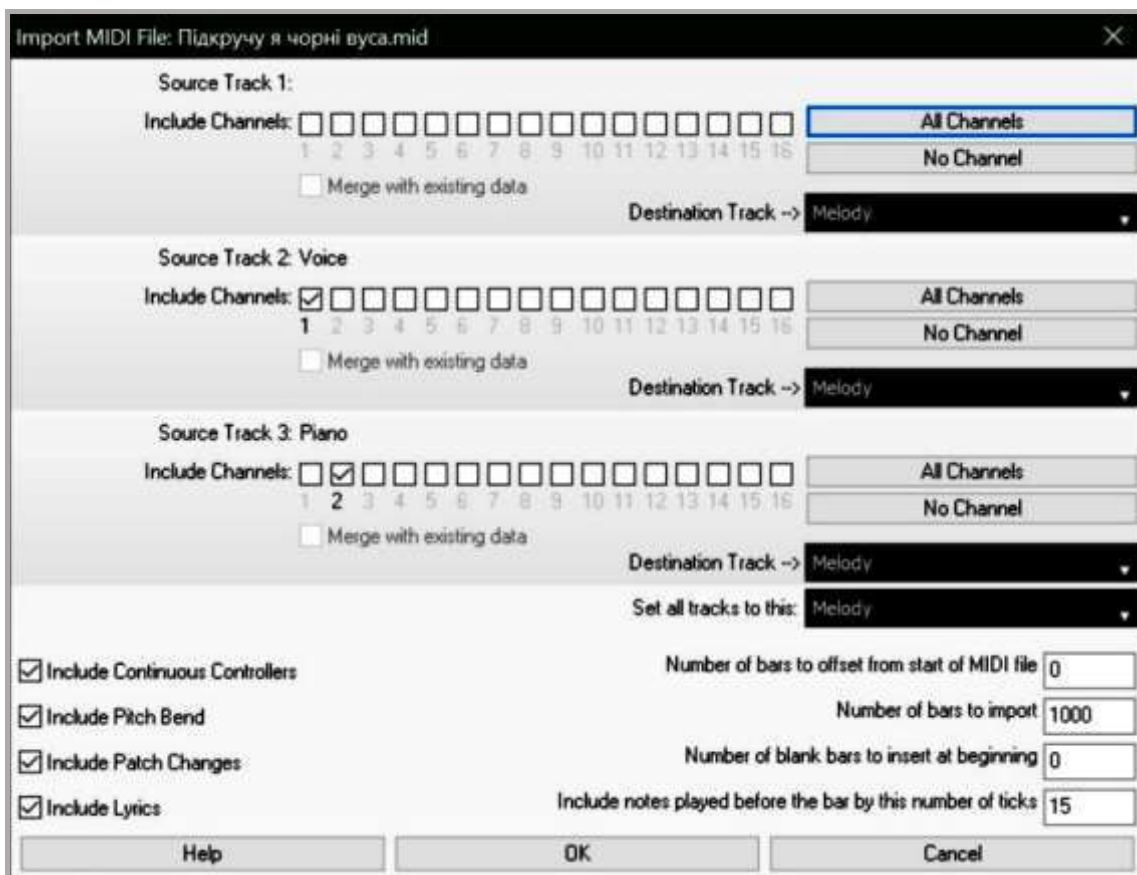 Import MIDI File: Підкручу я чорні вуса.mid
Source Track 1:
Include Channels:
All Channels
1 2 3 4 5 6 7 8 9 10 11 12 13 14 15 16
No Channel
Merge with existing data
Destination Track --> Melody
Source Track 2: Voice
Include Channels:
All Channels
1 2 3 4 5 6 7 8 9 10 11 12 13 14 15 16
No Channel
Merge with existing data
Destination Track --> Melody
Source Track 3: Piano
Include Channels:
All Channels
1 2 3 4 5 6 7 8 9 10 11 12 13 14 15 16
No Channel
Merge with existing data
Destination Track --> Melody
Set all tracks to this: Melody
Include Continuous Controllers
Number of bars to offset from start of MIDI file 0
Include Pitch Bend
Number of bars to import 1000
Include Patch Changes
Number of blank bars to insert at beginning 0
Include Lyrics
Include notes played before the bar by this number of ticks 15
Help OK Cancel